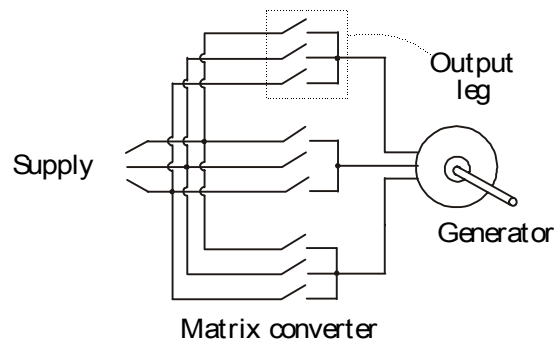 Output
leg
Supply
Generator
Matrix converter